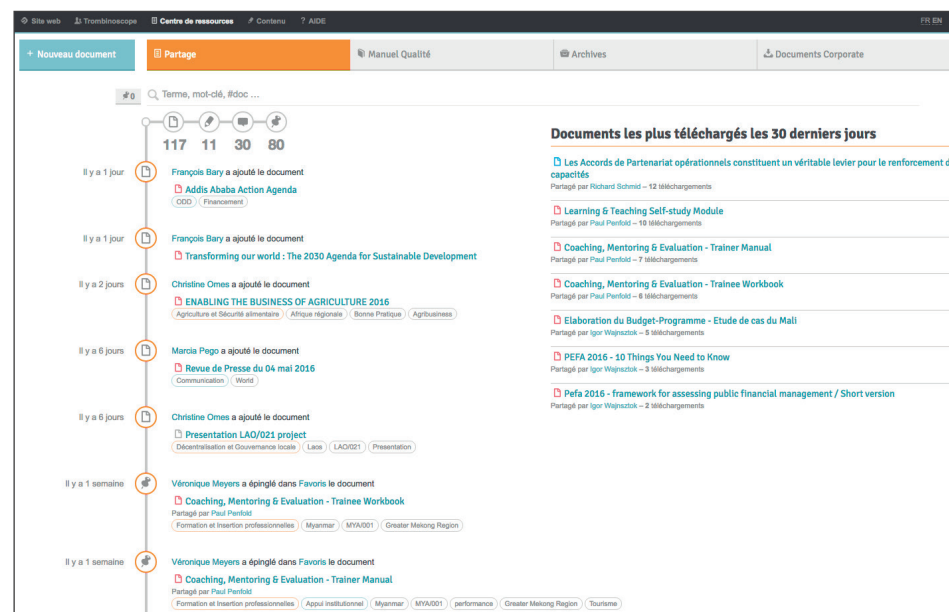 Site web Trombinoscope Centre de ressources Contenu ? AIDE FR EN
+ Nouveau document Partage Manuel Qualité Archives Documents Corporate
0 Terme, mot-clé, #doc ...
117 11 30 80
Il y a 1 jour François Bary a ajouté le document
Addis Ababa Action Agenda
ODD Financement
Il y a 1 jour François Bary a ajouté le document
Transforming our world : The 2030 Agenda for Sustainable Development
Il y a 2 jours Christine Omes a ajouté le document
ENABLING THE BUSINESS OF AGRICULTURE 2016
Agriculture et Sécurité alimentaire Afrique régionale Bonne Pratique Agribusiness
Il y a 6 jours Marcia Pego a ajouté le document
Revue de Presse du 04 mai 2016
Communication World
Il y a 6 jours Christine Omes a ajouté le document
Presentation LAO/021 project
Décentralisation et Gouvernance locale Laos LAO/021 Presentation
Il y a 1 semaine Véronique Meyers a épinglé dans Favoris le document
Coaching, Mentoring & Evaluation - Trainee Workbook
Partagé par Paul Penfold
Formation et Insertion professionnelles Myanmar MYA/001 Greater Mekong Region
Il y a 1 semaine Véronique Meyers a épinglé dans Favoris le document
Coaching, Mentoring & Evaluation - Trainer Manual
Partagé par Paul Penfold
Formation et Insertion professionnelles Appui institutionnel Myanmar MYA/001 performance Greater Mekong Region Tourisme
Documents les plus téléchargés les 30 derniers jours
Les Accords de Partenariat opérationnels constituent un véritable levier pour le renforcement d
capacités
Partagé par Richard Schmid – 12 téléchargements
Learning & Teaching Self-study Module
Partagé par Paul Penfold – 10 téléchargements
Coaching, Mentoring & Evaluation - Trainer Manual
Partagé par Paul Penfold – 7 téléchargements
Coaching, Mentoring & Evaluation - Trainee Workbook
Partagé par Paul Penfold – 6 téléchargements
Elaboration du Budget-Programme - Etude de cas du Mali
Partagé par Igor Wajnsztok – 5 téléchargements
PEFA 2016 - 10 Things You Need to Know
Partagé par Igor Wajnsztok – 3 téléchargements
Pefa 2016 - framework for assessing public financial management / Short version
Partagé par Igor Wajnsztok – 2 téléchargements